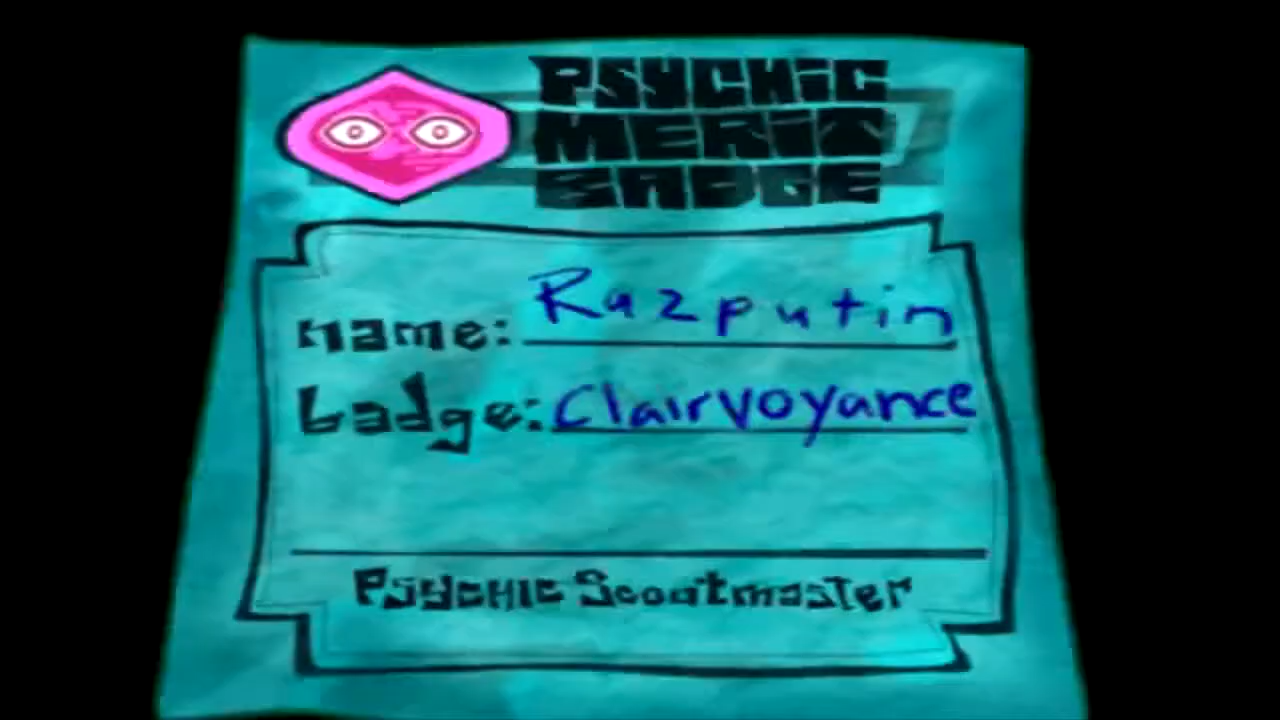 PSYCHiC
MERiT
BADGE
name: Razputin
badge: Clairvoyance
PSYCHIC Scoutmaster